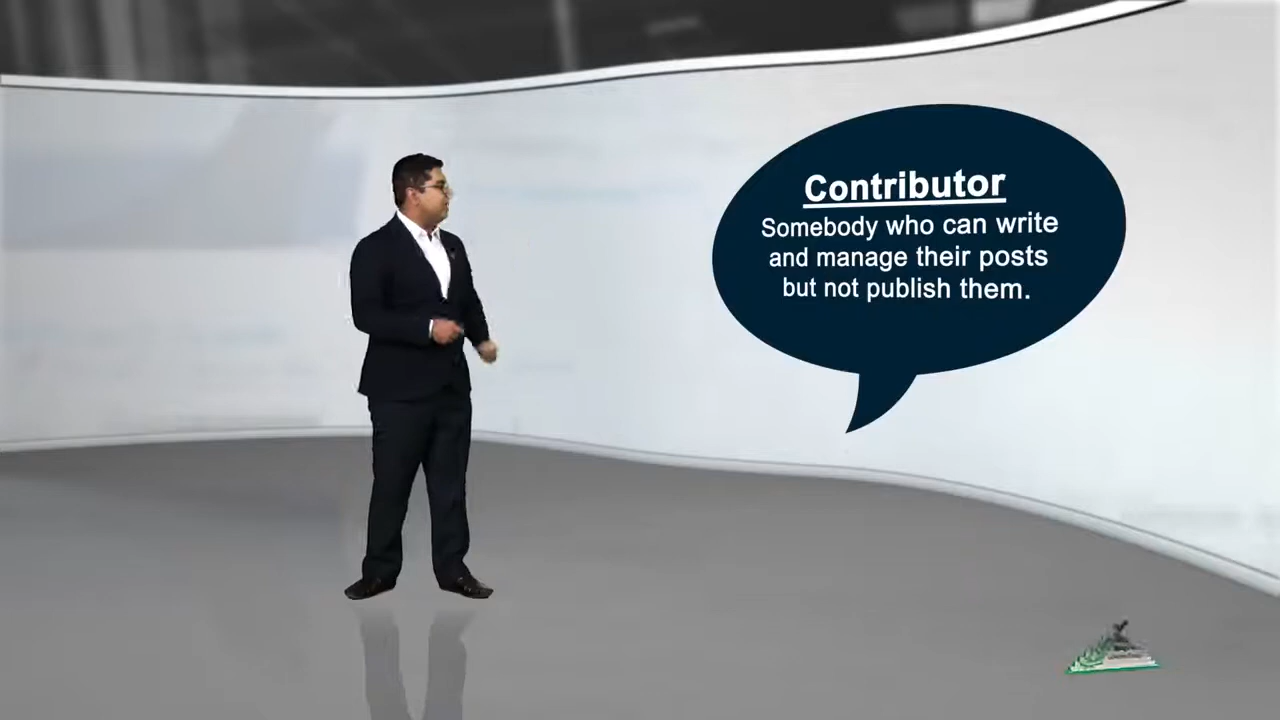 Contributor
Somebody who can write
and manage their posts
but not publish them.